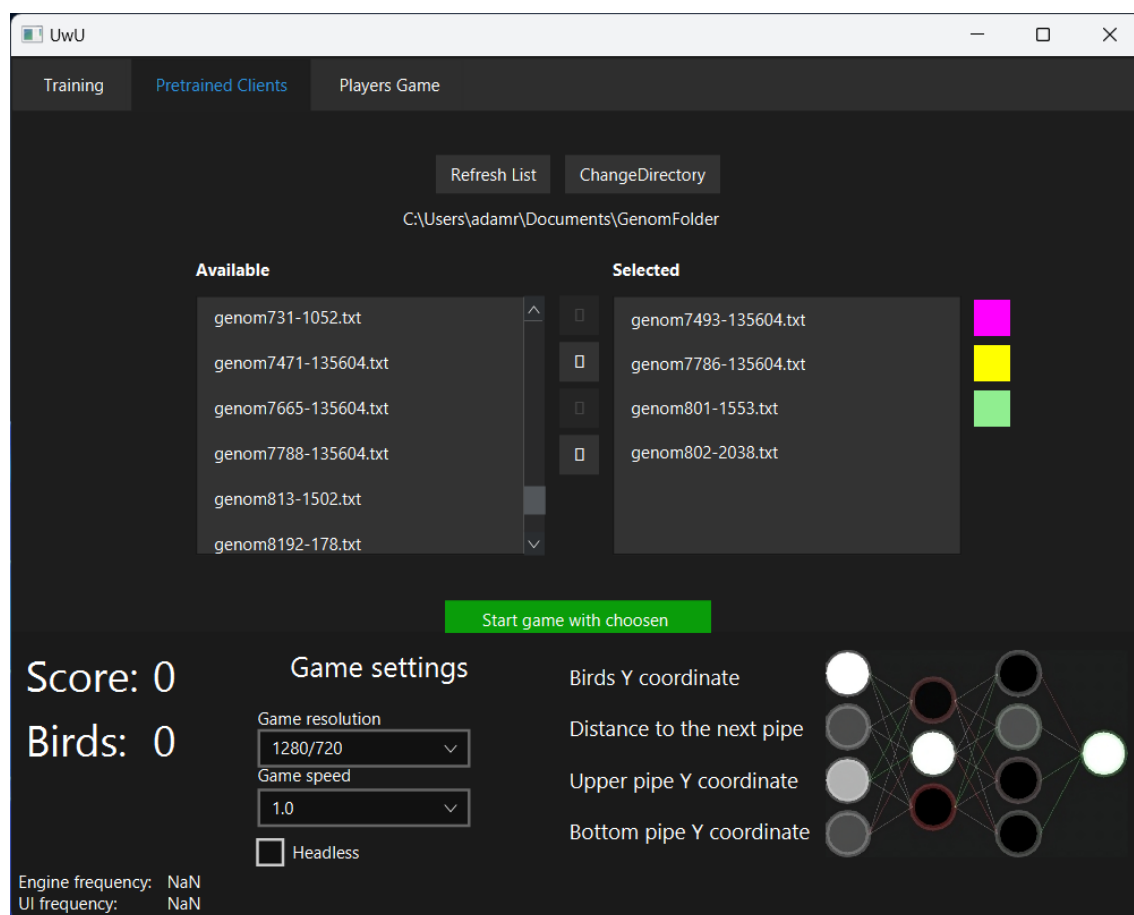 UwU
Training Pretrained Clients Players Game
Refresh List ChangeDirectory
C:\Users\adamr\Documents\GenomFolder
Available Selected
genom731-1052.txt genom7493-135604.txt
genom7471-135604.txt genom7786-135604.txt
genom7665-135604.txt genom801-1553.txt
genom7788-135604.txt genom802-2038.txt
genom813-1502.txt
genom8192-178.txt
Start game with choosen
Score: 0
Birds: 0
Game settings
Game resolution
1280/720
Game speed
1.0
Headless
Birds Y coordinate
Distance to the next pipe
Upper pipe Y coordinate
Bottom pipe Y coordinate
Engine frequency: NaN
UI frequency: NaN